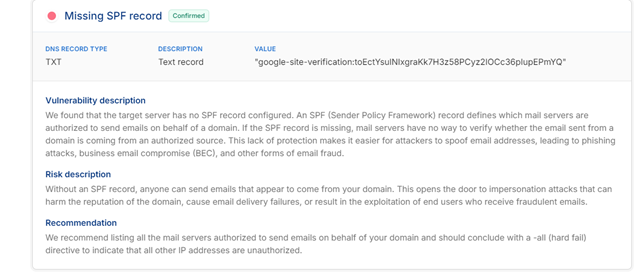 Missing SPF record Confirmed
DNS RECORD TYPE DESCRIPTION VALUE
TXT Text record "google-site-verification:toEctYsulNlxgraKk7H3z58PCyz2lOCc36plupEPmYQ"
Vulnerability description
We found that the target server has no SPF record configured. An SPF (Sender Policy Framework) record defines which mail servers are
authorized to send emails on behalf of a domain. If the SPF record is missing, mail servers have no way to verify whether the email sent from a
domain is coming from an authorized source. This lack of protection makes it easier for attackers to spoof email addresses, leading to phishing
attacks, business email compromise (BEC), and other forms of email fraud.
Risk description
Without an SPF record, anyone can send emails that appear to come from your domain. This opens the door to impersonation attacks that can
harm the reputation of the domain, cause email delivery failures, or result in the exploitation of end users who receive fraudulent emails.
Recommendation
We recommend listing all the mail servers authorized to send emails on behalf of your domain and should conclude with a -all (hard fail)
directive to indicate that all other IP addresses are unauthorized.